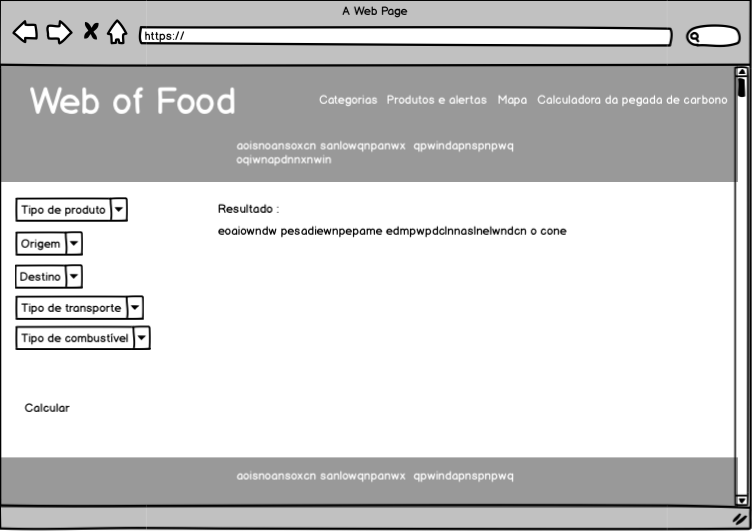 A Web Page
https://
Web of Food
Categorias Produtos e alertas Mapa Calculadora da pegada de carbono
aoisnoansoxcn sanlowqnpanwx qpwindapnspnpwq
oqiwnapdnnxnwin
Tipo de produto
Resultado :
eoaiowndw pesadiewnpepame edmpwpdclnnaslnelwndcn o cone
Origem
Destino
Tipo de transporte
Tipo de combustível
Calcular
aoisnoansoxcn sanlowqnpanwx qpwindapnspnpwq